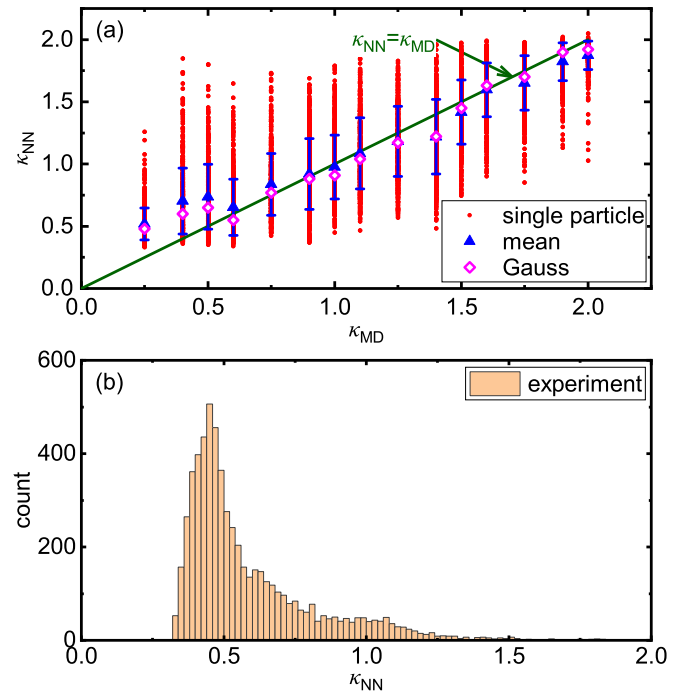 (a)
κNN=κMD
2.0
1.5
1.0
0.5
0.0
κNN
single particle
mean
Gauss
0.0 0.5 1.0 1.5 2.0
κMD
600
(b)
experiment
400
200
0
count
0.0 0.5 1.0 1.5 2.0
κNN